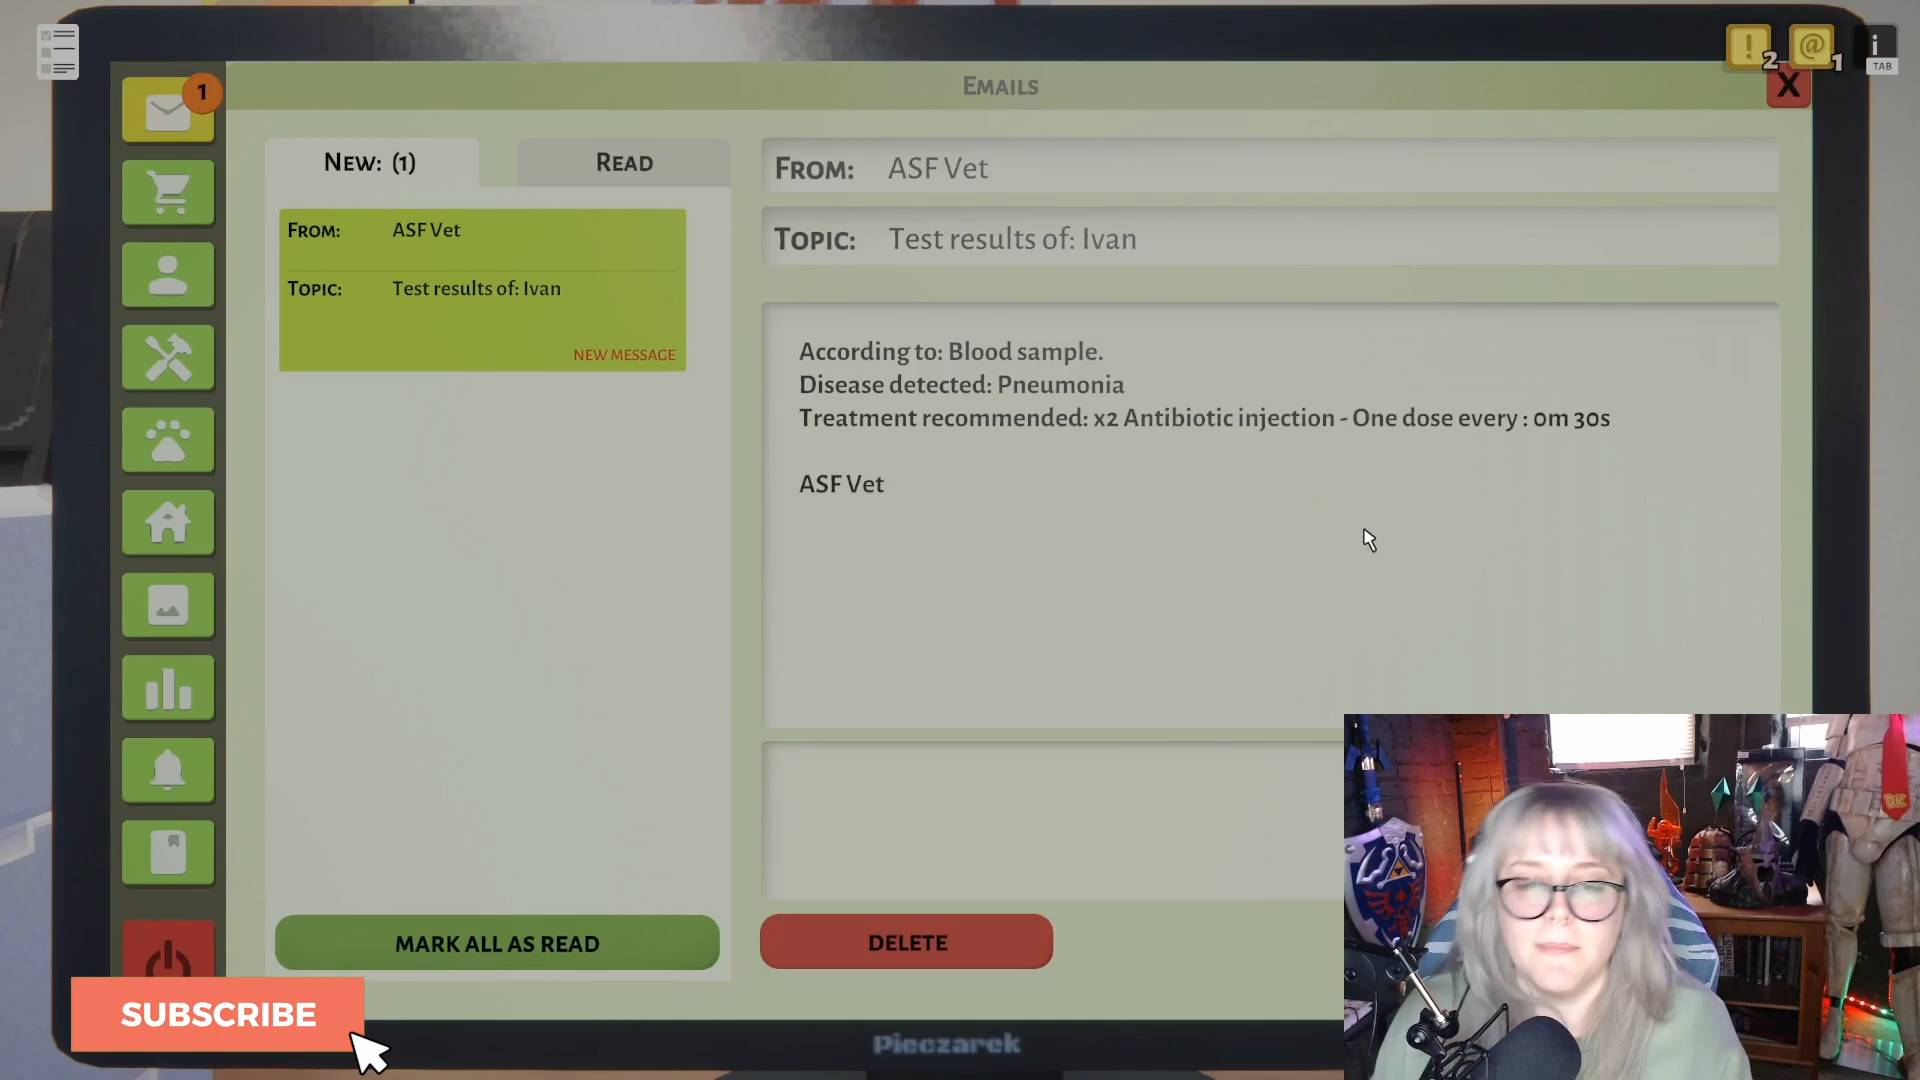 EMAILS
2
1
i
TAB
1
X
NEW: (1)
READ
FROM: ASF Vet
TOPIC: Test results of: Ivan
NEW MESSAGE
FROM: ASF Vet
TOPIC: Test results of: Ivan
According to: Blood sample.
Disease detected: Pneumonia
Treatment recommended: x2 Antibiotic injection - One dose every : 0m 30s
ASF Vet
MARK ALL AS READ
DELETE
SUBSCRIBE
Pieczarek
DK